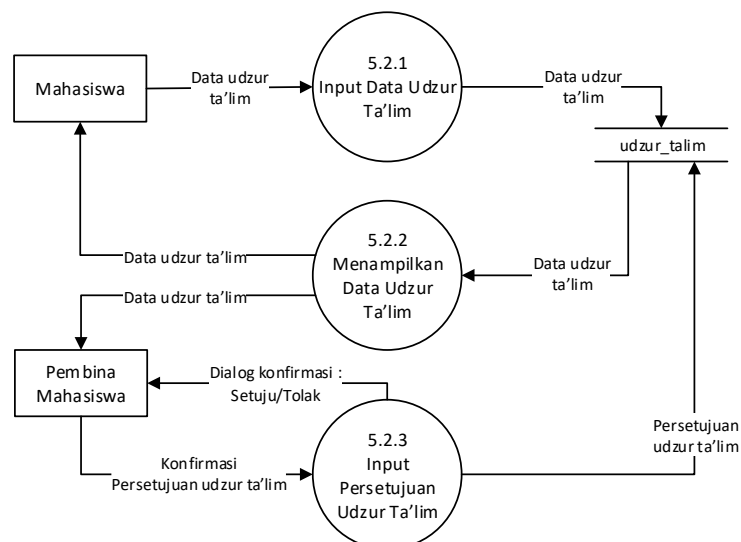 Mahasiswa
Data udzur
ta'lim
5.2.1
Input Data Udzur
Ta'lim
Data udzur
ta'lim
udzur_talim
5.2.2
Menampilkan
Data Udzur
Ta'lim
Data udzur ta'lim
Data udzur ta'lim
Data udzur
ta'lim
Pembina
Mahasiswa
Dialog konfirmasi :
Setuju/Tolak
5.2.3
Input
Persetujuan
Udzur Ta'lim
Konfirmasi
Persetujuan udzur ta'lim
Persetujuan
udzur ta'lim